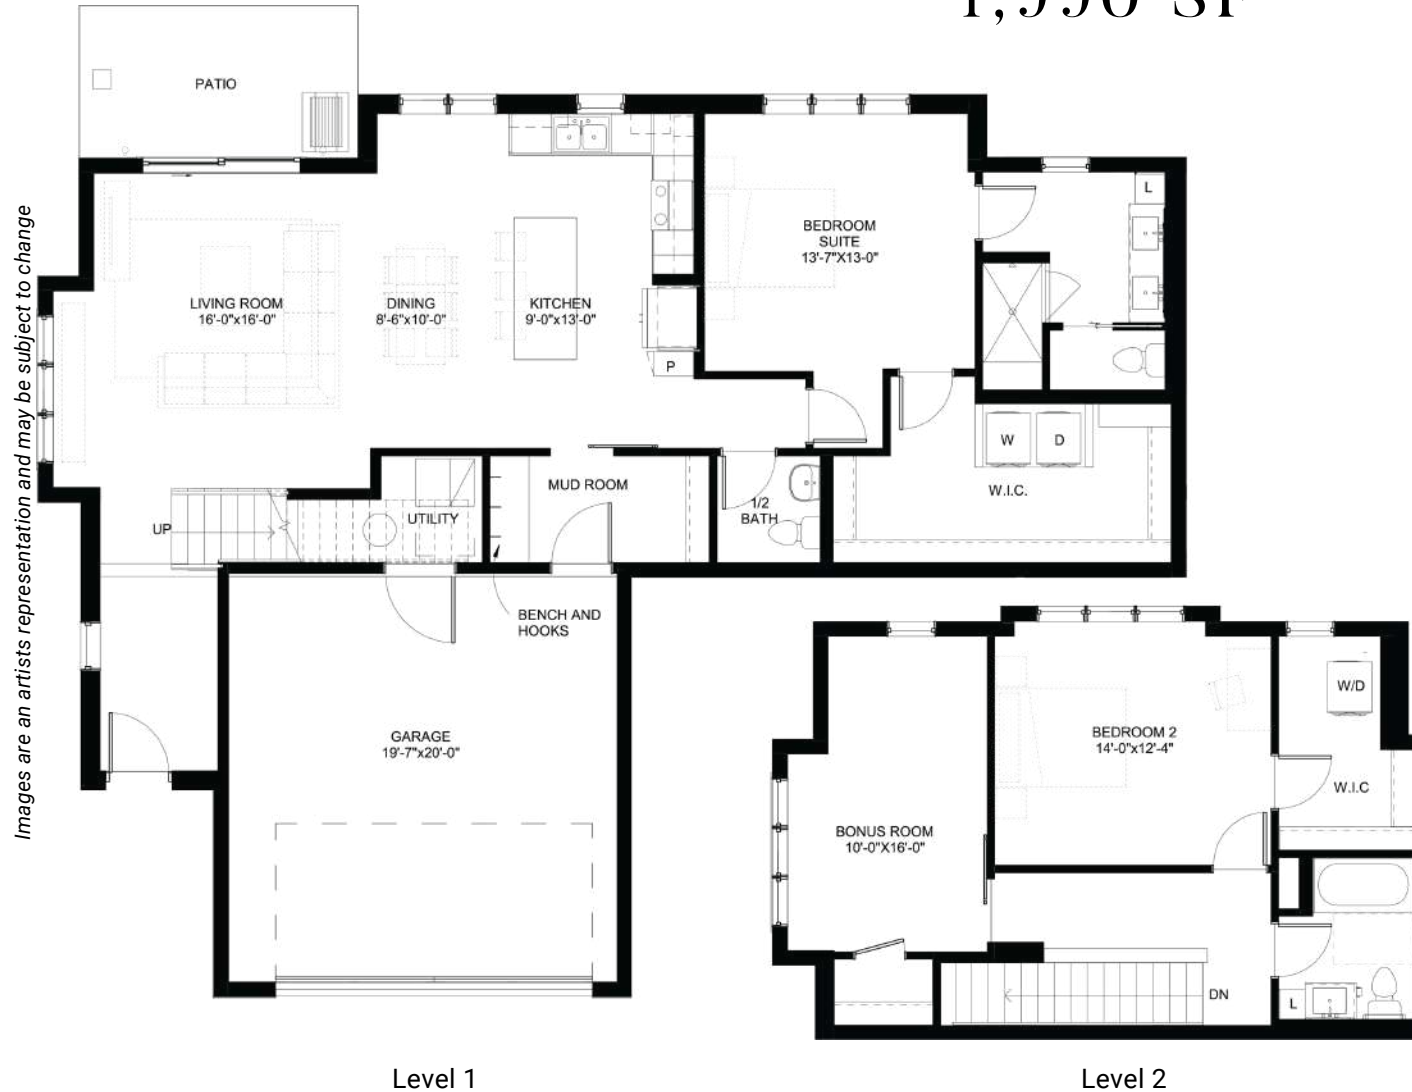 PATIO
BEDROOM
SUITE
13'-7"X13-0"
L
LIVING ROOM
16'-0"x16'-0"
DINING
8'-6"x10'-0"
KITCHEN
9'-0"x13'-0"
P
W
D
W.I.C.
MUD ROOM
1/2
BATH
UTILITY
UP
BENCH AND
HOOKS
GARAGE
19'-7"x20'-0"
Images are an artists representation and may be subject to change
W/D
BEDROOM 2
14'-0"x12'-4"
W.I.C
BONUS ROOM
10'-0"X16'-0"
DN
L
Level 1
Level 2